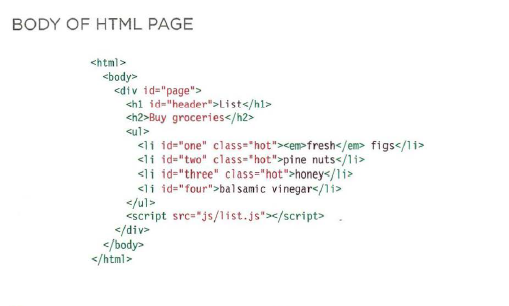 BODY OF HTML PAGE
<html>
<body>
<div id="page">
<h1 id="header">List</h1>
<h2>Buy groceries</h2>
<ul>
<li id="one" class="hot"><em>fresh</em> figs</li>
<li id="two" class="hot">pine nuts</li>
<li id="three" class="hot">honey</li>
<li id="four">balsamic vinegar</li>
</ul>
<script src="js/list.js"></script>
</div>
</body>
</html>